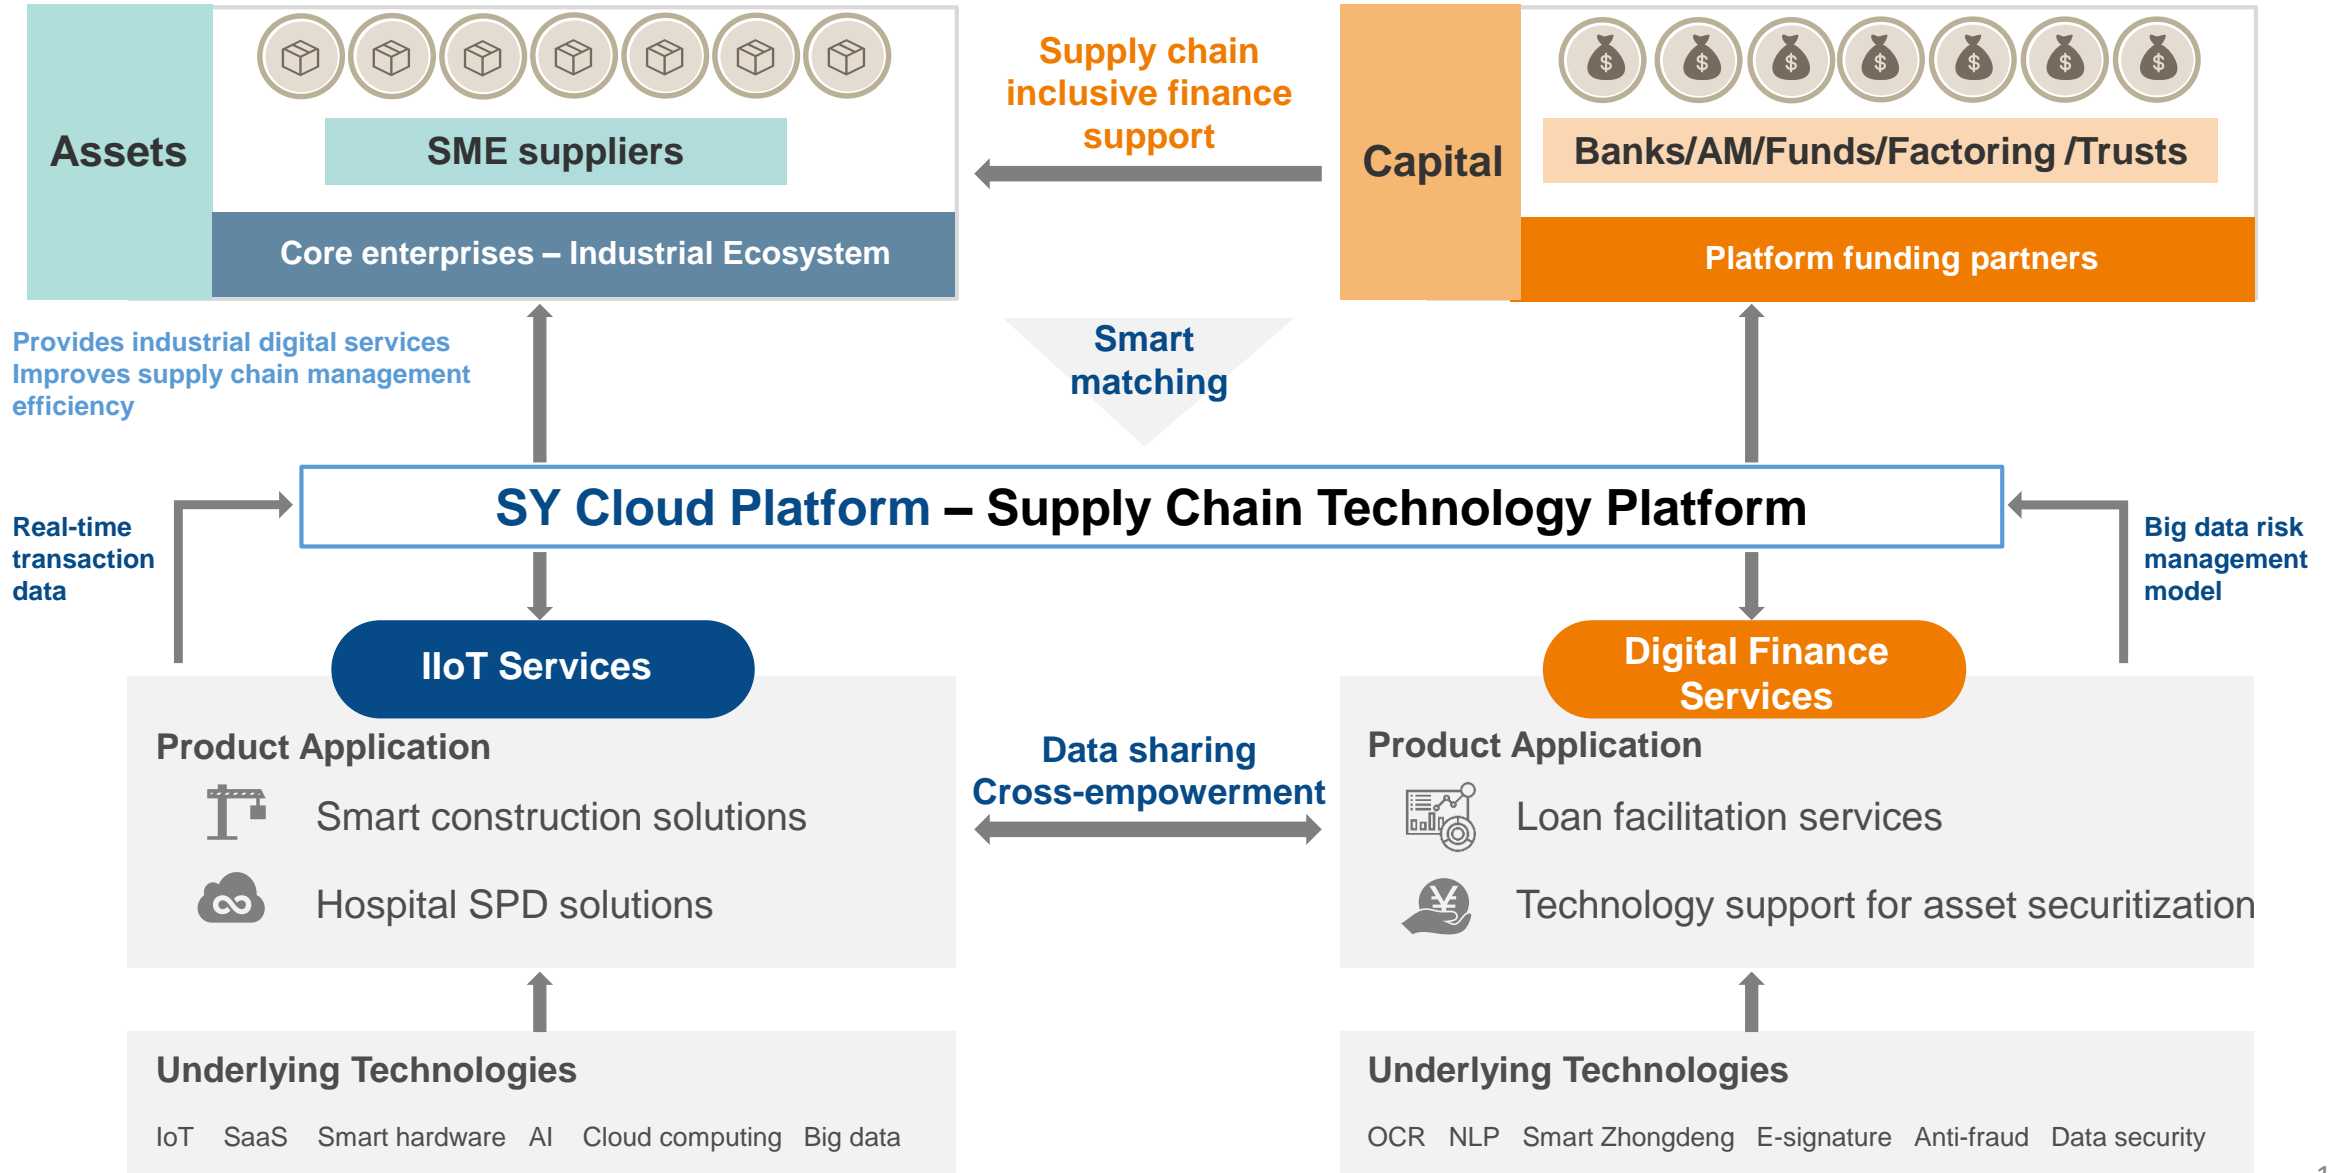 Assets
SME suppliers
Core enterprises – Industrial Ecosystem
Supply chain
inclusive finance
support
Capital
Banks/AM/Funds/Factoring /Trusts
Platform funding partners
Provides industrial digital services
Improves supply chain management
efficiency
Smart
matching
SY Cloud Platform – Supply Chain Technology Platform
Real-time
transaction
data
Big data risk
management
model
IIoT Services
Product Application
Smart construction solutions
Hospital SPD solutions
Data sharing
Cross-empowerment
Digital Finance
Services
Product Application
Loan facilitation services
Technology support for asset securitization
Underlying Technologies
IoT SaaS Smart hardware AI Cloud computing Big data
Underlying Technologies
OCR NLP Smart Zhongdeng E-signature Anti-fraud Data security